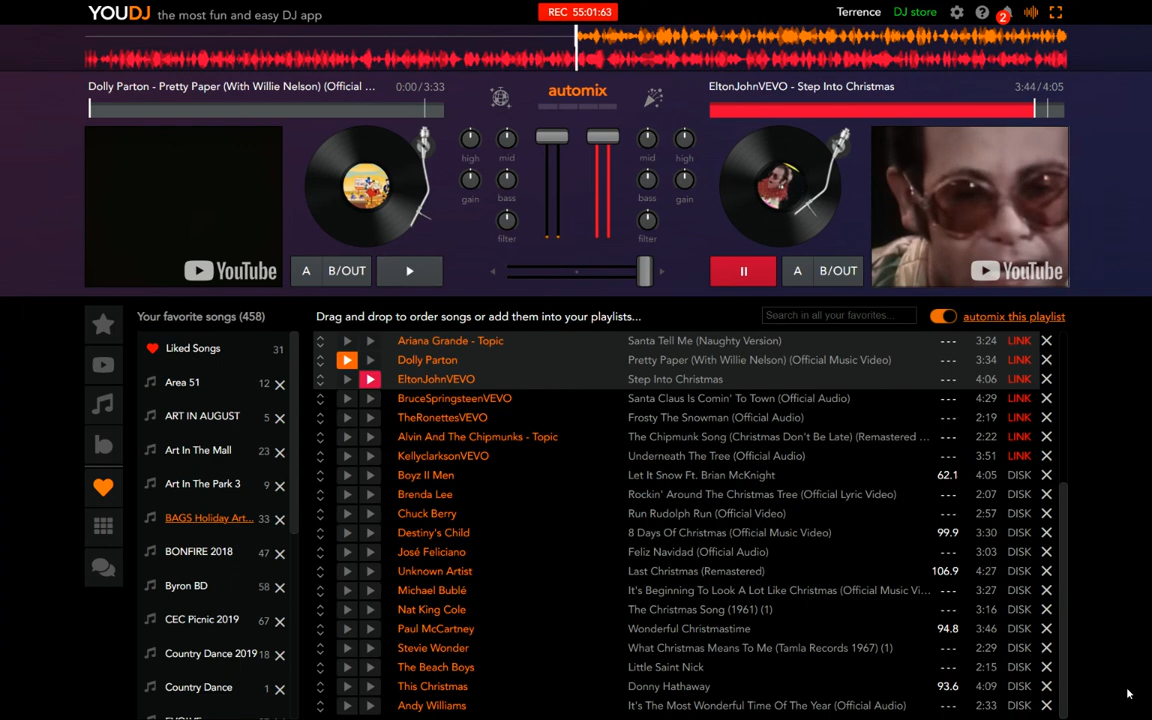 YOUDJ the most fun and easy DJ app
REC 55:01:63
Terrence DJ store 2
Dolly Parton - Pretty Paper (With Willie Nelson) (Official ... 0:00/3:33
automix
EltonJohnVEVO - Step Into Christmas 3:44/4:05
high mid mid high
gain bass bass gain
filter filter
YouTube
A B/OUT
A B/OUT
YouTube
Your favorite songs (458)
Drag and drop to order songs or add them into your playlists...
Search in all your favorites...
automix this playlist
Liked Songs 31
Area 51 12
ART IN AUGUST 5
Art In The Mall 23
Art In The Park 3 9
BAGS Holiday Art... 33
BONFIRE 2018 47
Byron BD 58
CEC Picnic 2019 67
Country Dance 2019 18
Country Dance 1
Ariana Grande - Topic Santa Tell Me (Naughty Version) --- 3:24 LINK
Dolly Parton Pretty Paper (With Willie Nelson) (Official Music Video) --- 3:34 LINK
EltonJohnVEVO Step Into Christmas --- 4:06 LINK
BruceSpringsteenVEVO Santa Claus Is Comin' To Town (Official Audio) --- 4:29 LINK
TheRonettesVEVO Frosty The Snowman (Official Audio) --- 2:19 LINK
Alvin And The Chipmunks - Topic The Chipmunk Song (Christmas Don't Be Late) (Remastered ... --- 2:22 LINK
KellyclarksonVEVO Underneath The Tree (Official Audio) --- 3:51 LINK
Boyz II Men Let It Snow Ft. Brian McKnight 62.1 4:05 DISK
Brenda Lee Rockin' Around The Christmas Tree (Official Lyric Video) --- 2:07 DISK
Chuck Berry Run Rudolph Run (Official Video) --- 2:57 DISK
Destiny's Child 8 Days Of Christmas (Official Music Video) 99.9 3:30 DISK
José Feliciano Feliz Navidad (Official Audio) --- 3:03 DISK
Unknown Artist Last Christmas (Remastered) 106.9 4:27 DISK
Michael Bublé It's Beginning To Look A Lot Like Christmas (Official Music Vi... --- 3:27 DISK
Nat King Cole The Christmas Song (1961) (1) --- 3:16 DISK
Paul McCartney Wonderful Christmastime 94.8 3:46 DISK
Stevie Wonder What Christmas Means To Me (Tamla Records 1967) (1) --- 2:29 DISK
The Beach Boys Little Saint Nick --- 2:15 DISK
This Christmas Donny Hathaway 93.6 4:09 DISK
Andy Williams It's The Most Wonderful Time Of The Year (Official Audio) --- 2:33 DISK